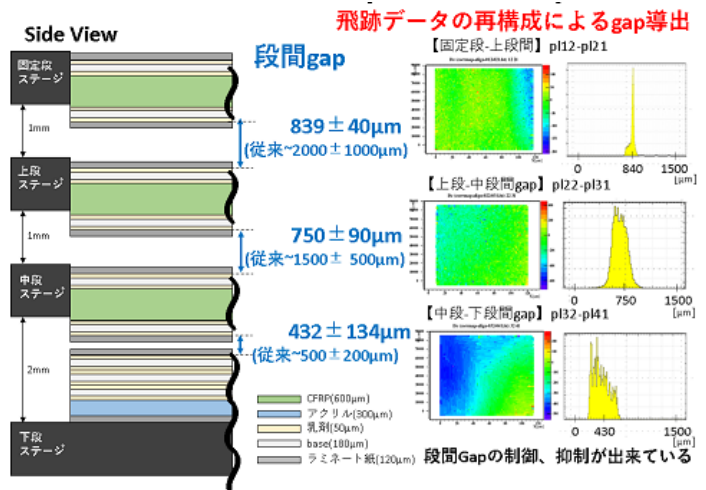 飛跡データの再構成によるgap導出
Side View
段間gap
固定段
ステージ
1mm
上段
ステージ
1mm
中段
ステージ
2mm
下段
ステージ
839±40μm
(従来~2000±1000μm)
750±90μm
(従来~1500± 500μm)
432±134μm
(従来~500±200μm)
CFRP(600μm)
アクリル(300μm)
乳剤(50μm)
base(180μm)
ラミネート紙(120μm)
【固定段-上段間】pl12-pl21
0 840 1500
[μm]
【上段-中段間gap】pl22-pl31
0 750 1500
[μm]
【中段-下段間gap】pl32-pl41
0 430 1500
[μm]
段間Gapの制御、抑制が出来ている